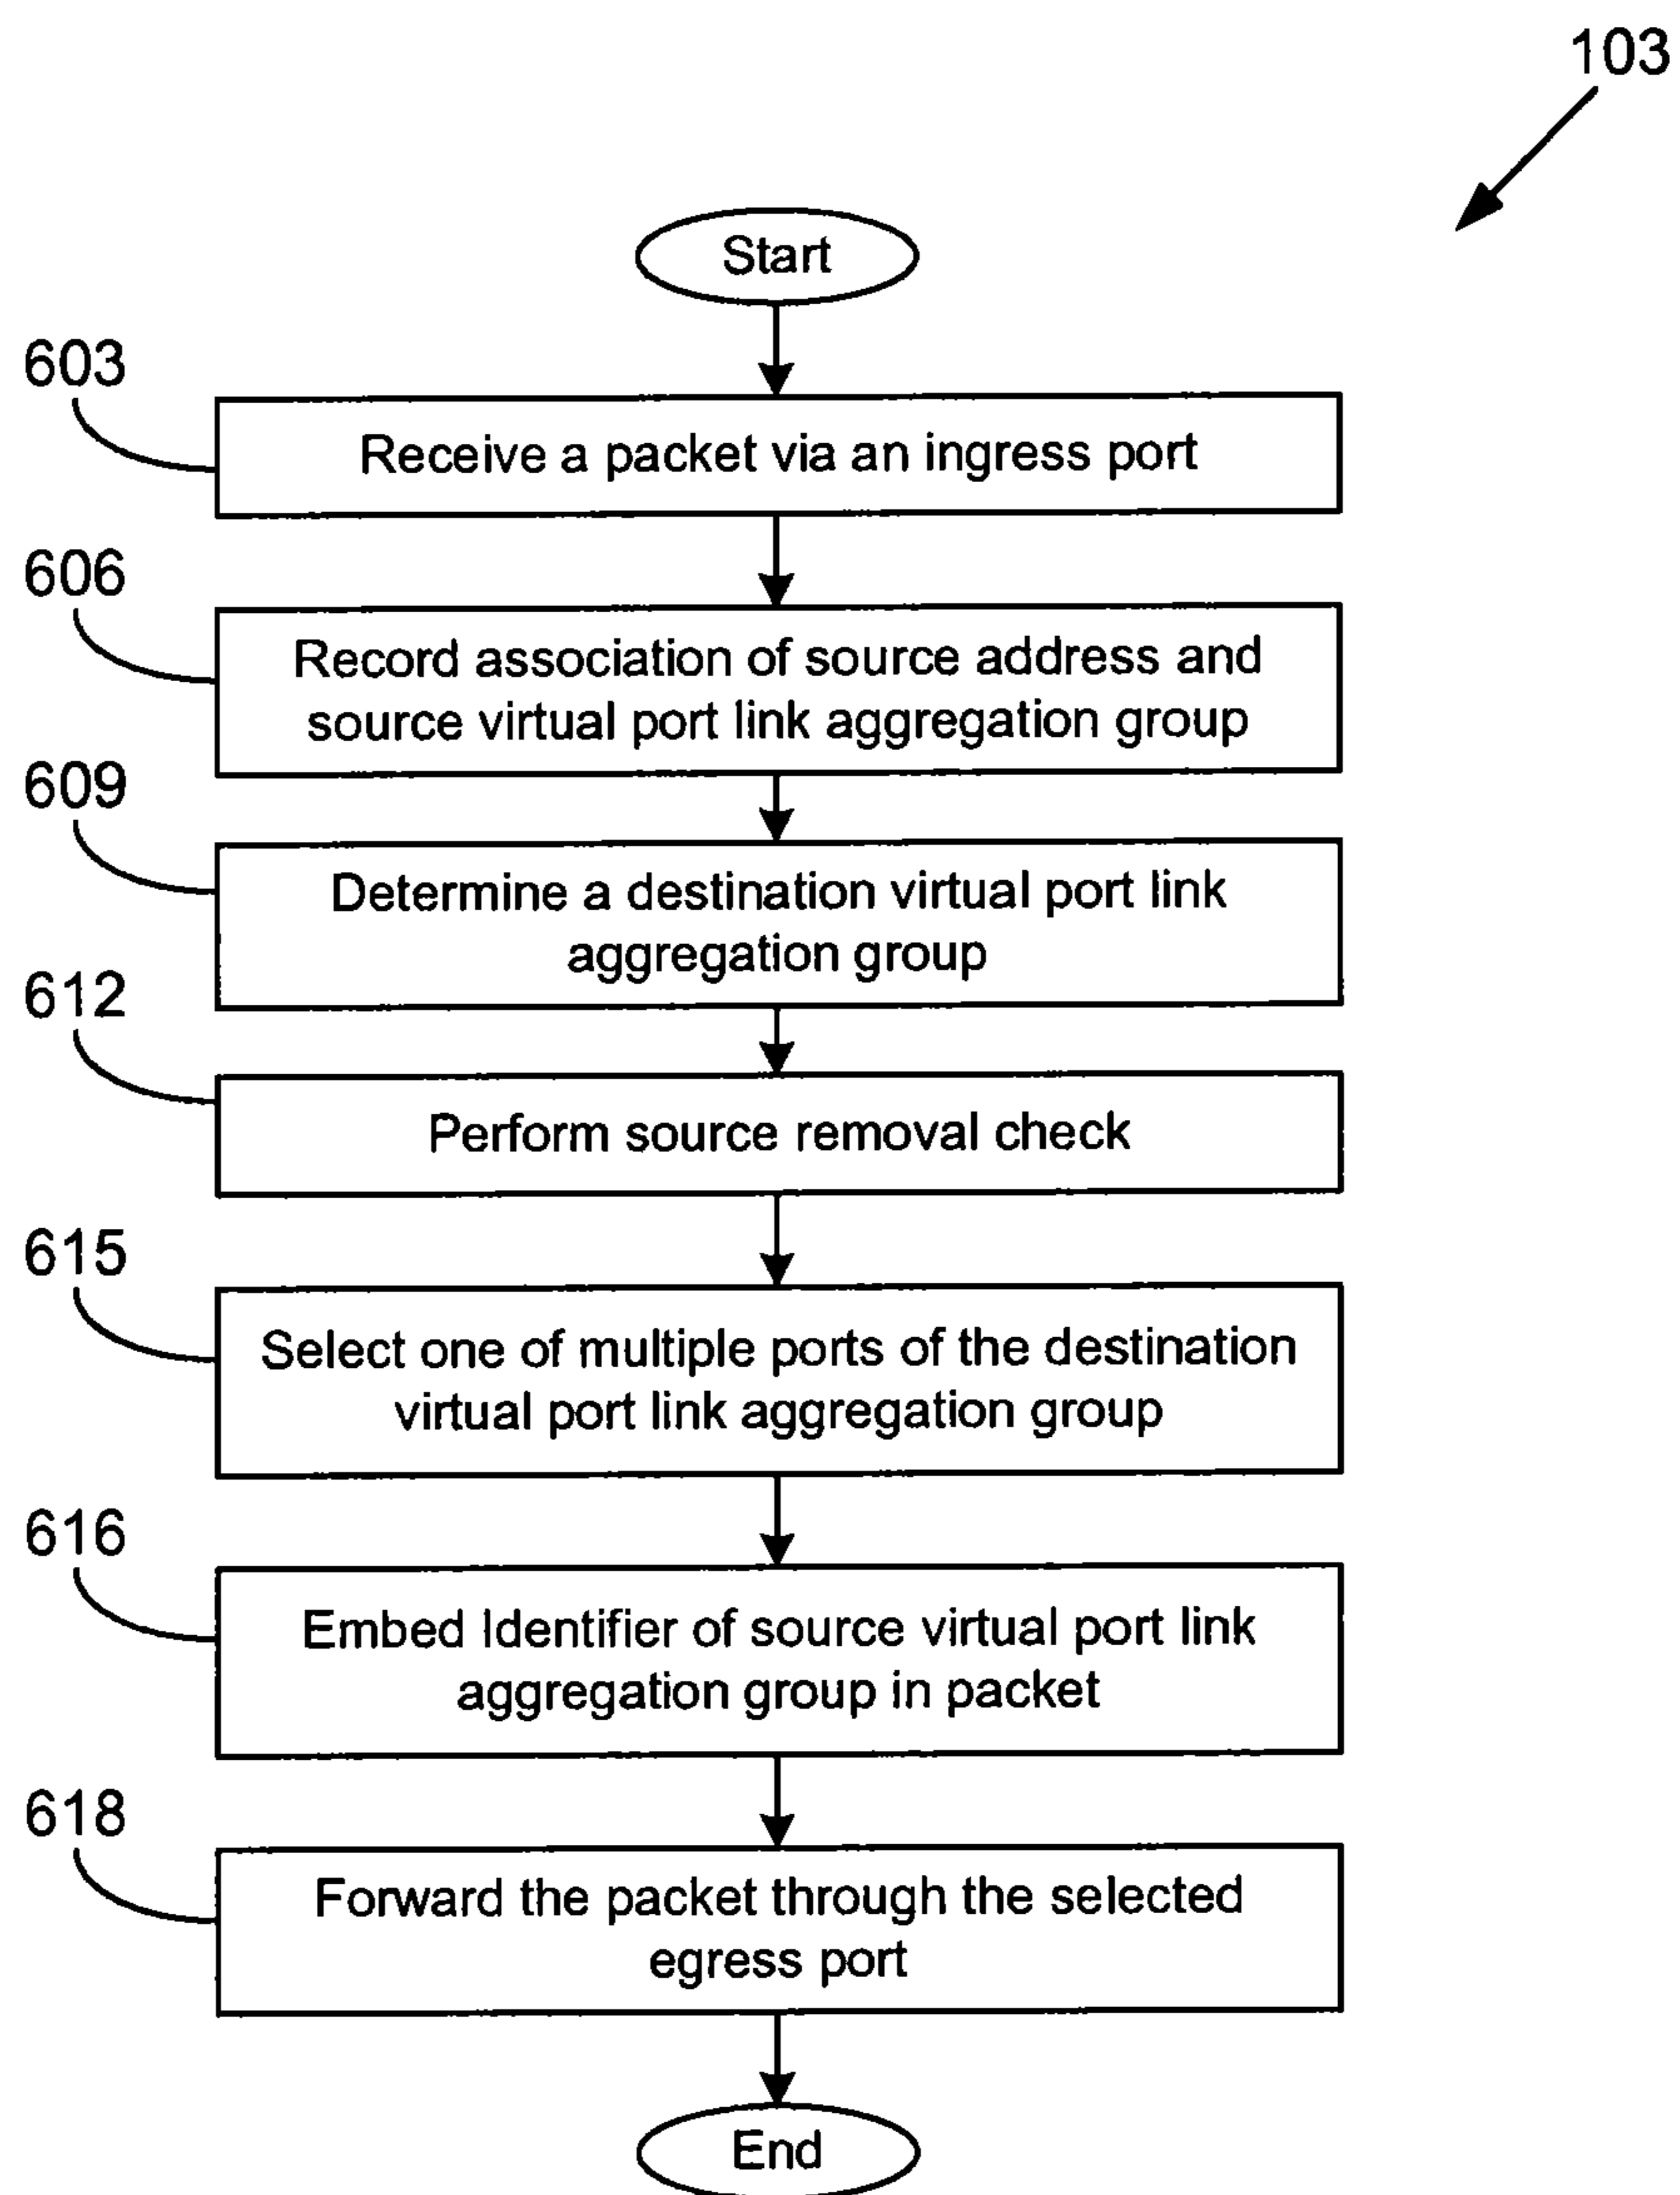 103
Start
603
Receive a packet via an ingress port
606
Record association of source address and
source virtual port link aggregation group
609
Determine a destination virtual port link
aggregation group
612
Perform source removal check
615
Select one of multiple ports of the destination
virtual port link aggregation group
616
Embed Identifier of source virtual port link
aggregation group in packet
618
Forward the packet through the selected
egress port
End